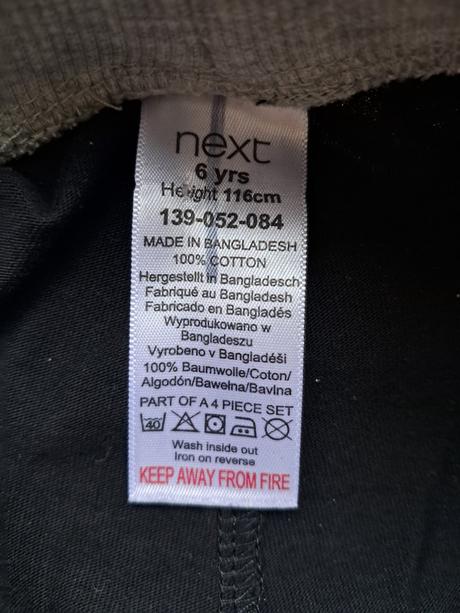 next
6 yrs
Height 116cm
139-052-084
MADE IN BANGLADESH
100% COTTON
Hergestellt in Bangladesch
Fabriqué au Bangladesh
Fabricado en Bangladés
Wyprodukowano w
Bangladeszu
Vyrobeno v Bangladéši
100% Baumwolle/Coton/
Algodón/Bawełna/Bavlna
PART OF A 4 PIECE SET
40
Wash inside out
Iron on reverse
KEEP AWAY FROM FIRE